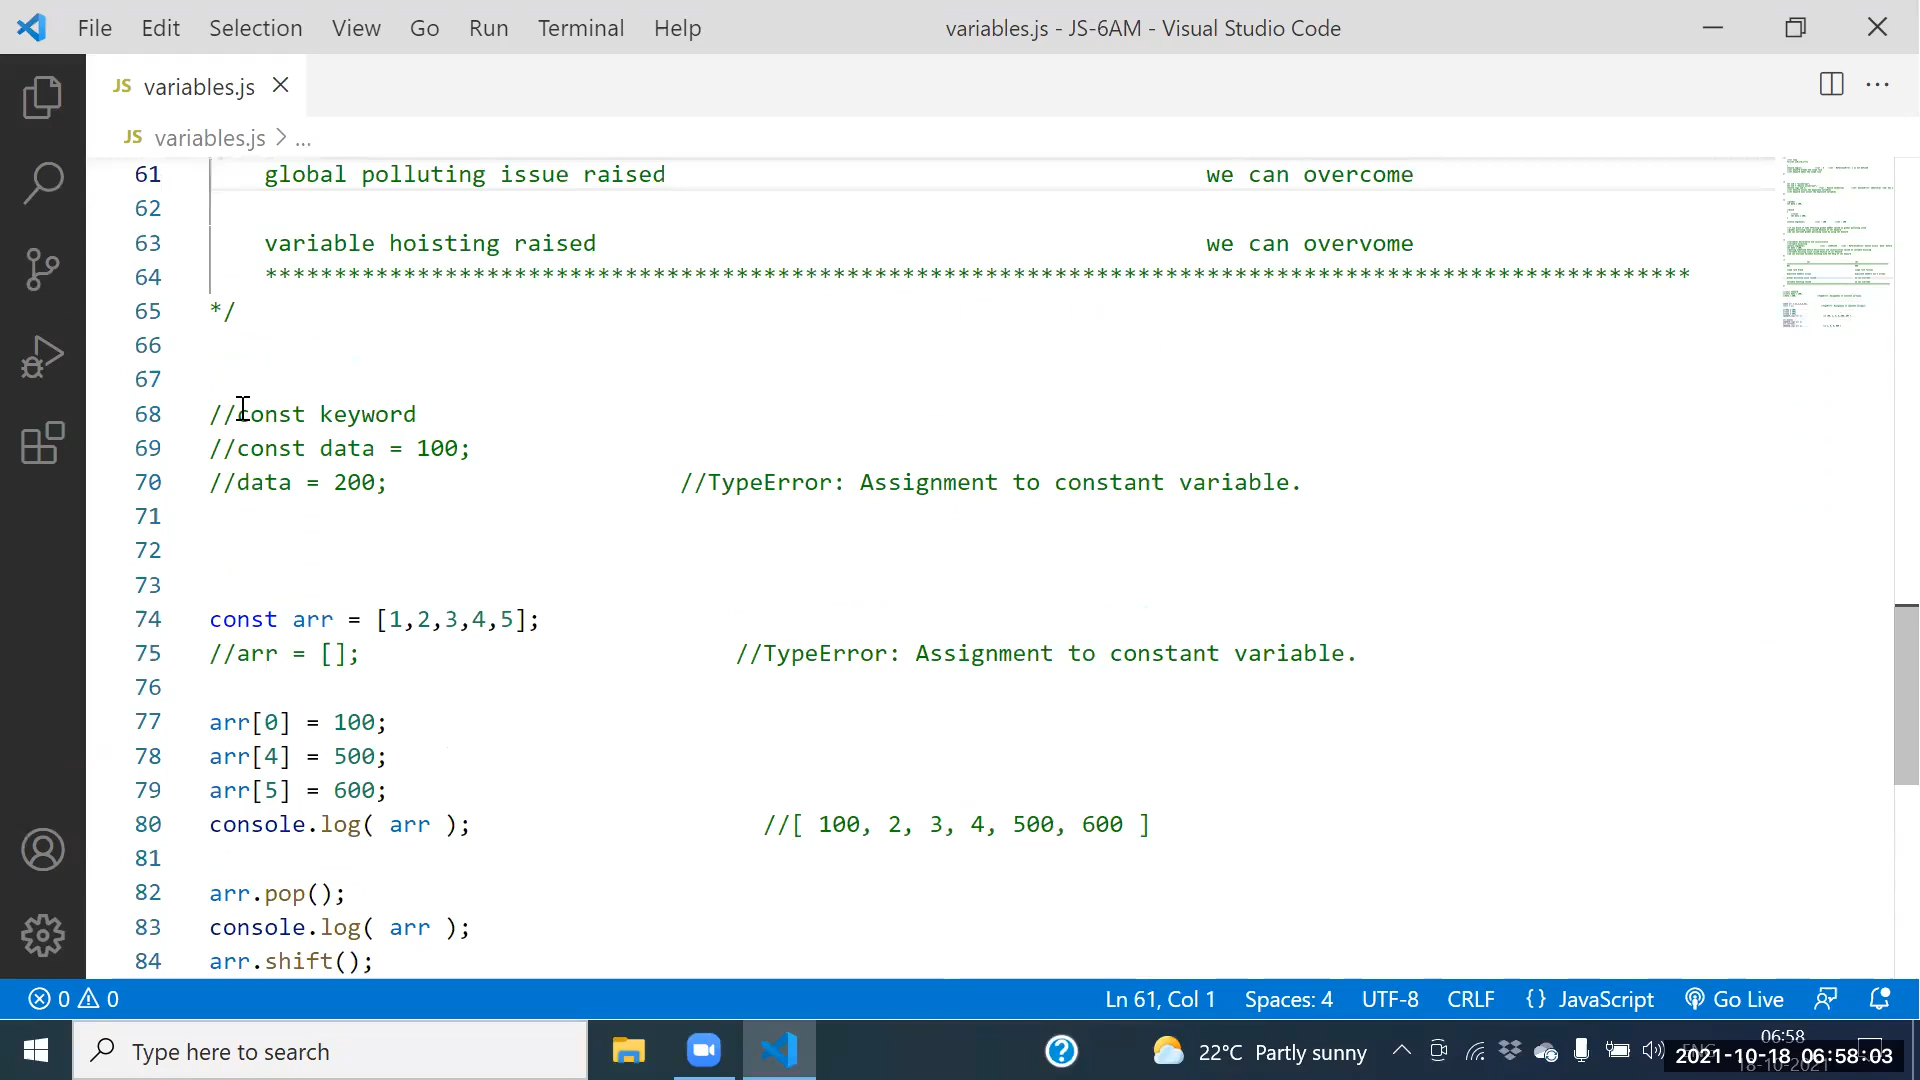 File Edit Selection View Go Run Terminal Help variables.js - JS-6AM - Visual Studio Code
JS variables.js
JS variables.js > ...
61 global polluting issue raised we can overcome
62
63 variable hoisting raised we can overvome
64 *******************************************************************************************************
65 */
66
67
68 //const keyword
69 //const data = 100;
70 //data = 200; //TypeError: Assignment to constant variable.
71
72
73
74 const arr = [1,2,3,4,5];
75 //arr = []; //TypeError: Assignment to constant variable.
76
77 arr[0] = 100;
78 arr[4] = 500;
79 arr[5] = 600;
80 console.log( arr ); //[ 100, 2, 3, 4, 500, 600 ]
81
82 arr.pop();
83 console.log( arr );
84 arr.shift();
0 0 Ln 61, Col 1 Spaces: 4 UTF-8 CRLF {} JavaScript Go Live
Type here to search 22°C Partly sunny ENG 06:58
2021-10-18 06:58:03
18-10-2021